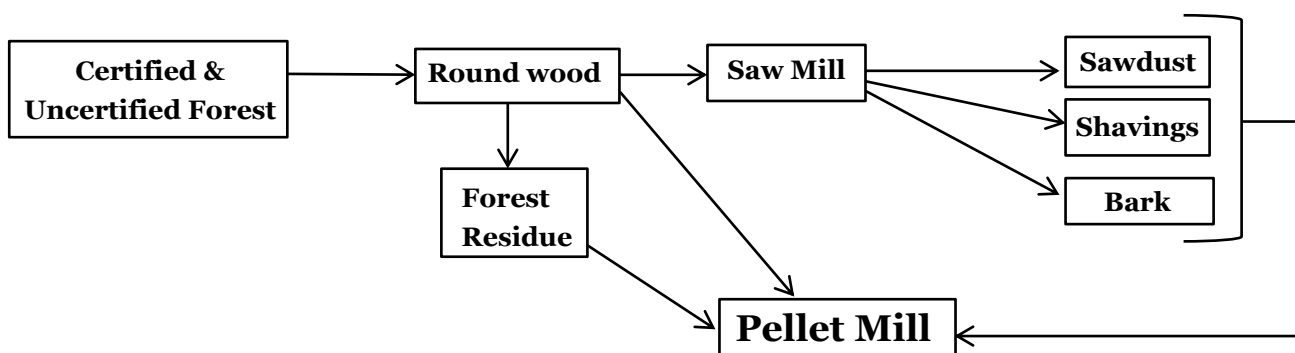 Certified &
Uncertified Forest
Round wood
Saw Mill
Sawdust
Shavings
Bark
Forest
Residue
Pellet Mill